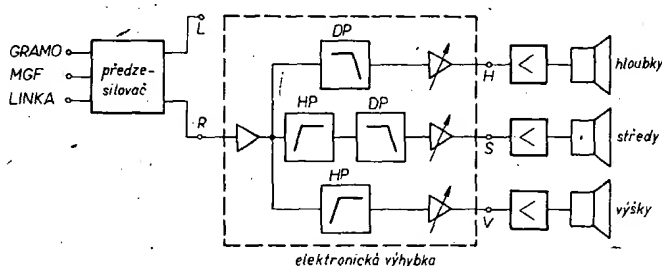 GRAMO
MGF
LINKA
předze-
silovač
L
R
DP
HP
DP
HP
H
S
V
<
<
<
hloubky
středy
výšky
elektronická výhybka